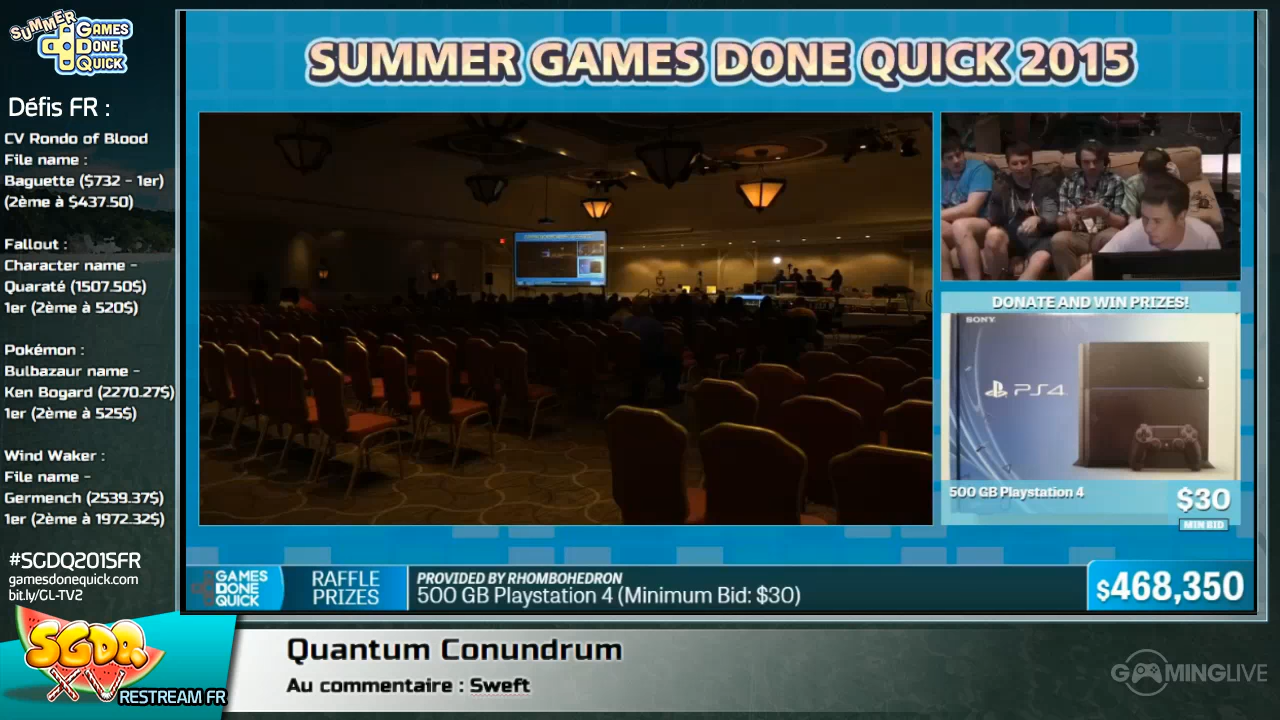 SUMMER
GAMES
DONE
QUICK
Défis FR :
CV Rondo of Blood
File name :
Baguette ($732 - 1er)
(2ème à $437.50)
Fallout :
Character name -
Quaraté (1507.50$)
1er (2ème à 520$)
Pokémon :
Bulbazaur name -
Ken Bogard (2270.27$)
1er (2ème à 525$)
Wind Waker :
File name -
Germench (2539.37$)
1er (2ème à 1972.32$)
#SGDQ2015FR
gamesdonequick.com
bit.ly/GL-TV2
SGDQ
RESTREAM FR
SUMMER GAMES DONE QUICK 2015
DONATE AND WIN PRIZES!
SONY
PS4
500 GB Playstation 4
$30
MIN BID
GAMES
DONE
QUICK
RAFFLE
PRIZES
PROVIDED BY RHOMBOHEDRON
500 GB Playstation 4 (Minimum Bid: $30)
$468,350
Quantum Conundrum
Au commentaire : Sweft
GAMINGLIVE